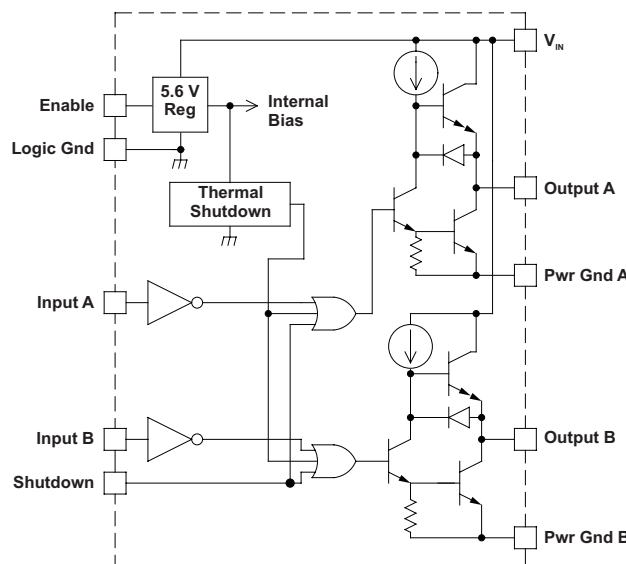 V_IN
Enable
5.6 V
Reg
Internal
Bias
Logic Gnd
Thermal
Shutdown
Output A
Pwr Gnd A
Input A
Input B
Output B
Shutdown
Pwr Gnd B